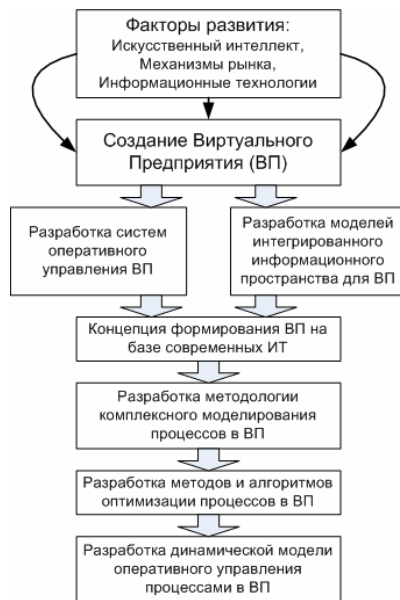 Факторы развития:
Искусственный интеллект,
Механизмы рынка,
Информационные технологии
Создание Виртуального
Предприятия (ВП)
Разработка систем
оперативного
управления ВП
Разработка моделей
интегрированного
информационного
пространства для ВП
Концепция формирования ВП на
базе современных ИТ
Разработка методологии
комплексного моделирования
процессов в ВП
Разработка методов и алгоритмов
оптимизации процессов в ВП
Разработка динамической модели
оперативного управления
процессами в ВП